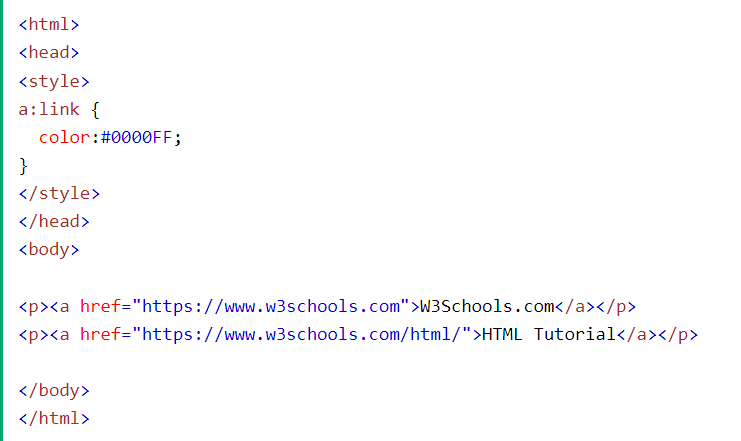 <html>
<head>
<style>
a:link {
  color:#0000FF;
}
</style>
</head>
<body>

<p><a href="https://www.w3schools.com">W3Schools.com</a></p>
<p><a href="https://www.w3schools.com/html/">HTML Tutorial</a></p>

</body>
</html>